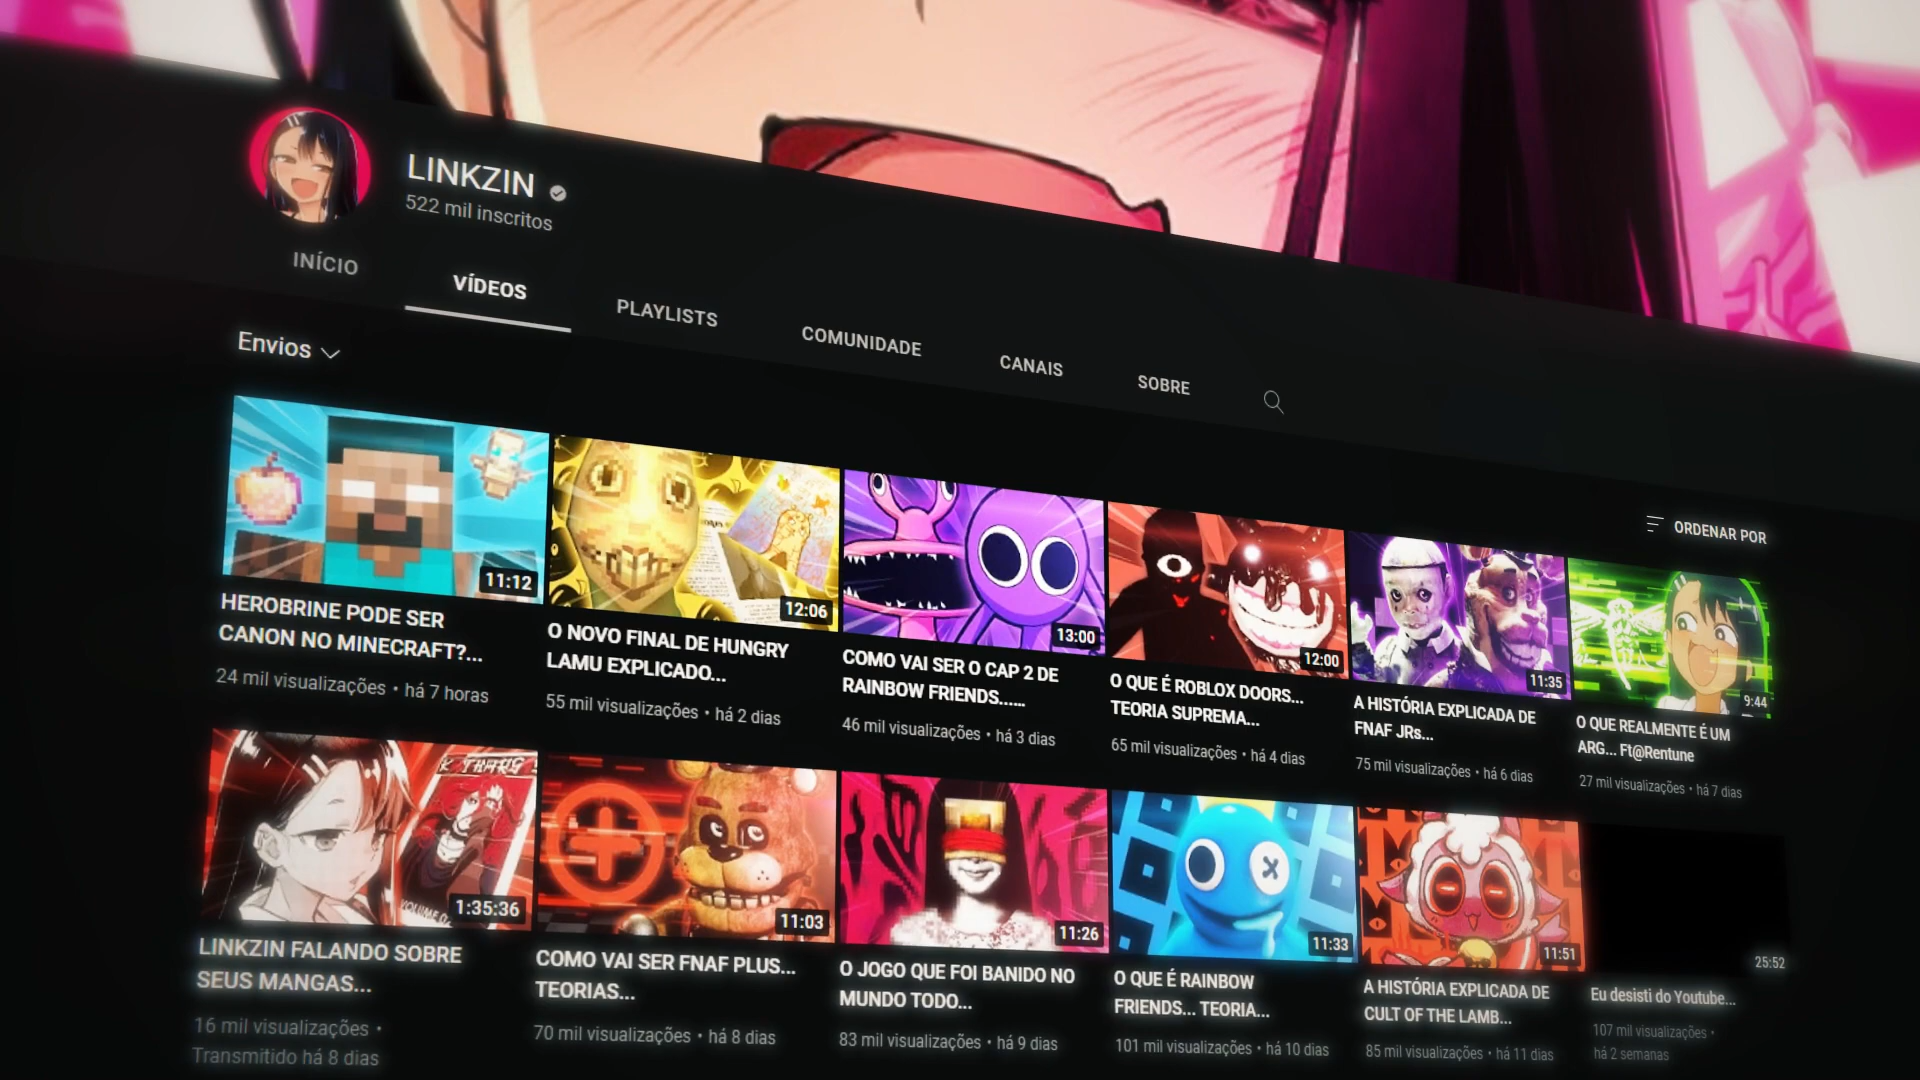 LINKZIN
522 mil inscritos
INÍCIO
VÍDEOS
PLAYLISTS
COMUNIDADE
CANAIS
SOBRE
Envios
ORDENAR POR
11:12
HEROBRINE PODE SER
CANON NO MINECRAFT?...
24 mil visualizações • há 7 horas
12:06
O NOVO FINAL DE HUNGRY
LAMU EXPLICADO...
55 mil visualizações • há 2 dias
13:00
COMO VAI SER O CAP 2 DE
RAINBOW FRIENDS......
46 mil visualizações • há 3 dias
12:00
O QUE É ROBLOX DOORS...
TEORIA SUPREMA...
65 mil visualizações • há 4 dias
11:35
A HISTÓRIA EXPLICADA DE
FNAF JRs...
75 mil visualizações • há 6 dias
9:44
O QUE REALMENTE É UM
ARG... Ft@Rentune
27 mil visualizações • há 7 dias
1:35:36
LINKZIN FALANDO SOBRE
SEUS MANGAS...
16 mil visualizações •
Transmitido há 8 dias
11:03
COMO VAI SER FNAF PLUS...
TEORIAS...
70 mil visualizações • há 8 dias
11:26
O JOGO QUE FOI BANIDO NO
MUNDO TODO...
83 mil visualizações • há 9 dias
11:33
O QUE É RAINBOW
FRIENDS... TEORIA...
101 mil visualizações • há 10 dias
11:51
A HISTÓRIA EXPLICADA DE
CULT OF THE LAMB...
85 mil visualizações • há 11 dias
25:52
Eu desisti do Youtube...
107 mil visualizações •
há 2 semanas